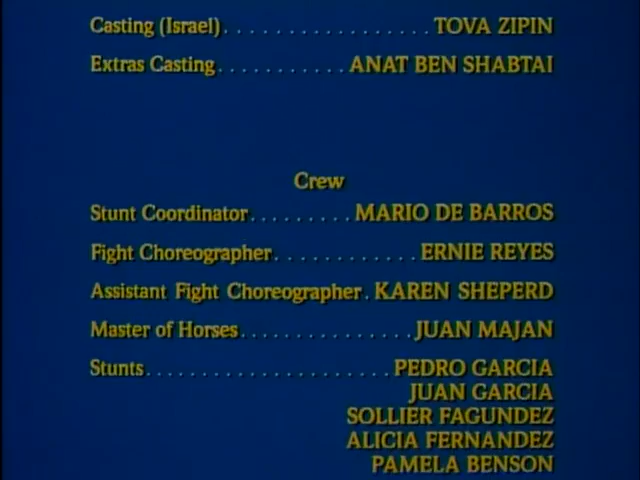 Casting (Israel). . . . . . . . . . . . . . . . . . TOVA ZIPIN
Extras Casting. . . . . . . . . . . ANAT BEN SHABTAI
Crew
Stunt Coordinator. . . . . . . . . MARIO DE BARROS
Fight Choreographer. . . . . . . . . . . . ERNIE REYES
Assistant Fight Choreographer. KAREN SHEPERD
Master of Horses. . . . . . . . . . . . . . . JUAN MAJAN
Stunts. . . . . . . . . . . . . . . . . . . . . PEDRO GARCIA
JUAN GARCIA
SOLLIER FAGUNDEZ
ALICIA FERNANDEZ
PAMELA BENSON